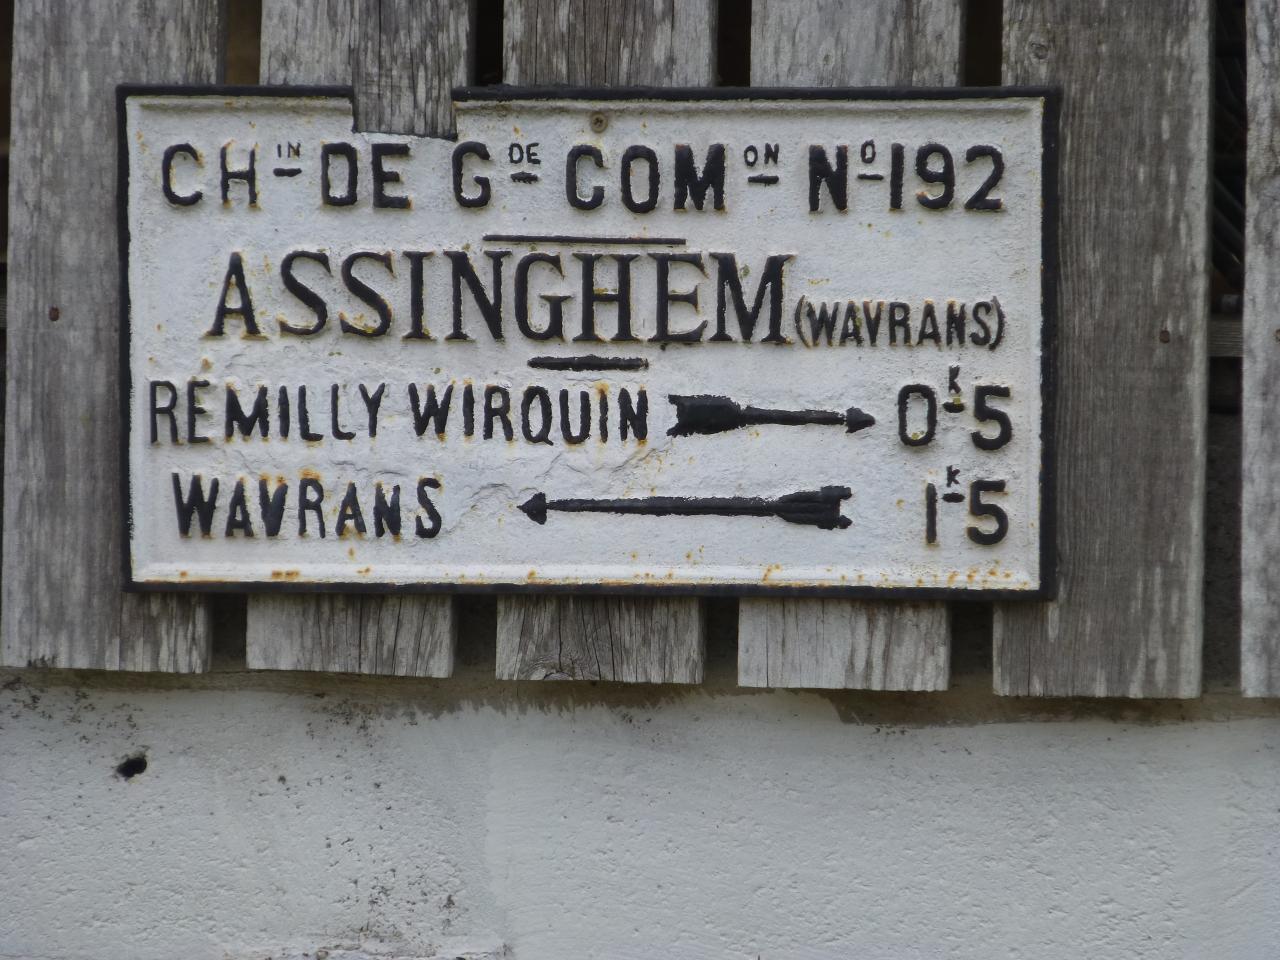 CHIN DE GDE COMON NO 192
ASSINGHEM (WAVRANS)
REMILLY WIRQUIN 0K5
WAVRANS 1K5